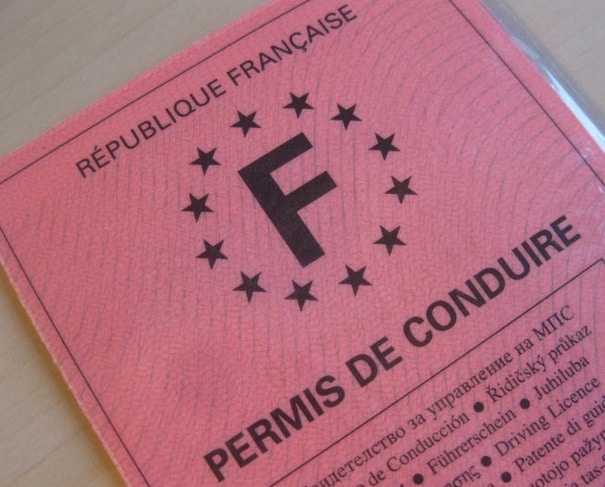 RÉPUBLIQUE FRANÇAISE
F
PERMIS DE CONDUIRE
за управление на МПС
de Conducción ● Řidičský průkaz
● Führerschein ● Juhiluba
● Driving Licence
● Patente di